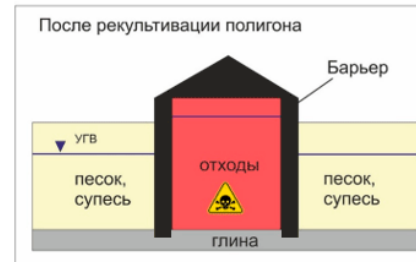 После рекультивации полигона
Барьер
УГВ
отходы
песок,
супесь
песок,
супесь
глина